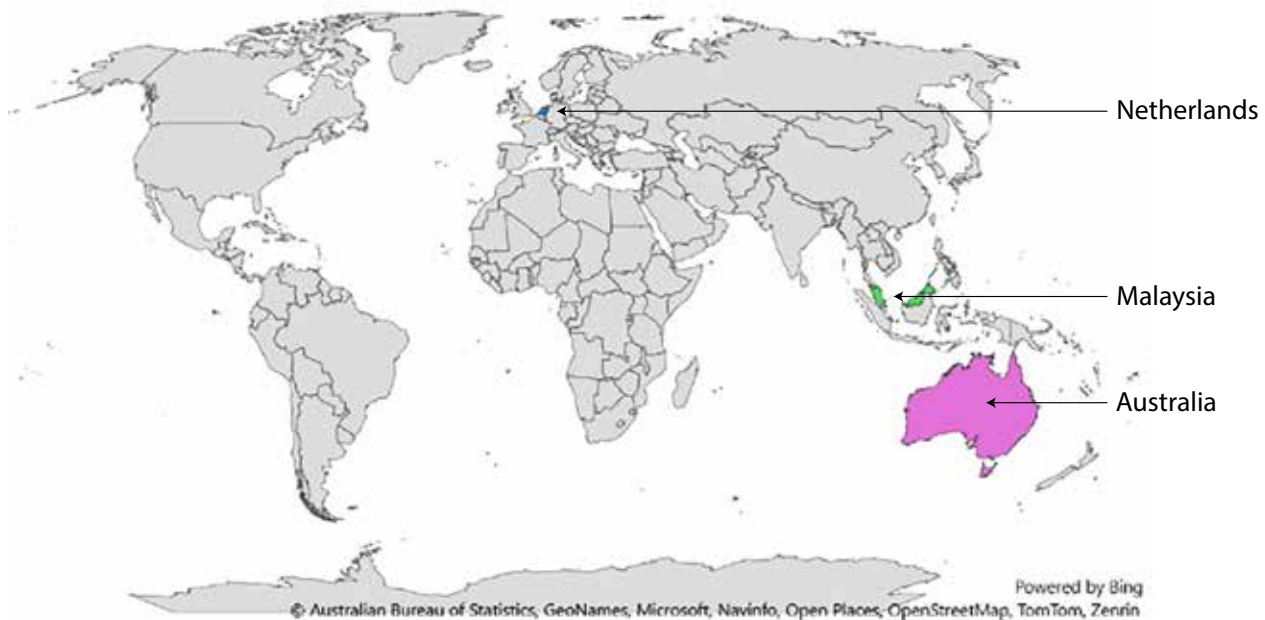 Netherlands
Malaysia
Australia
Powered by Bing
© Australian Bureau of Statistics, GeoNames, Microsoft, Navinfo, Open Places, OpenStreetMap, TomTom, Zenrin